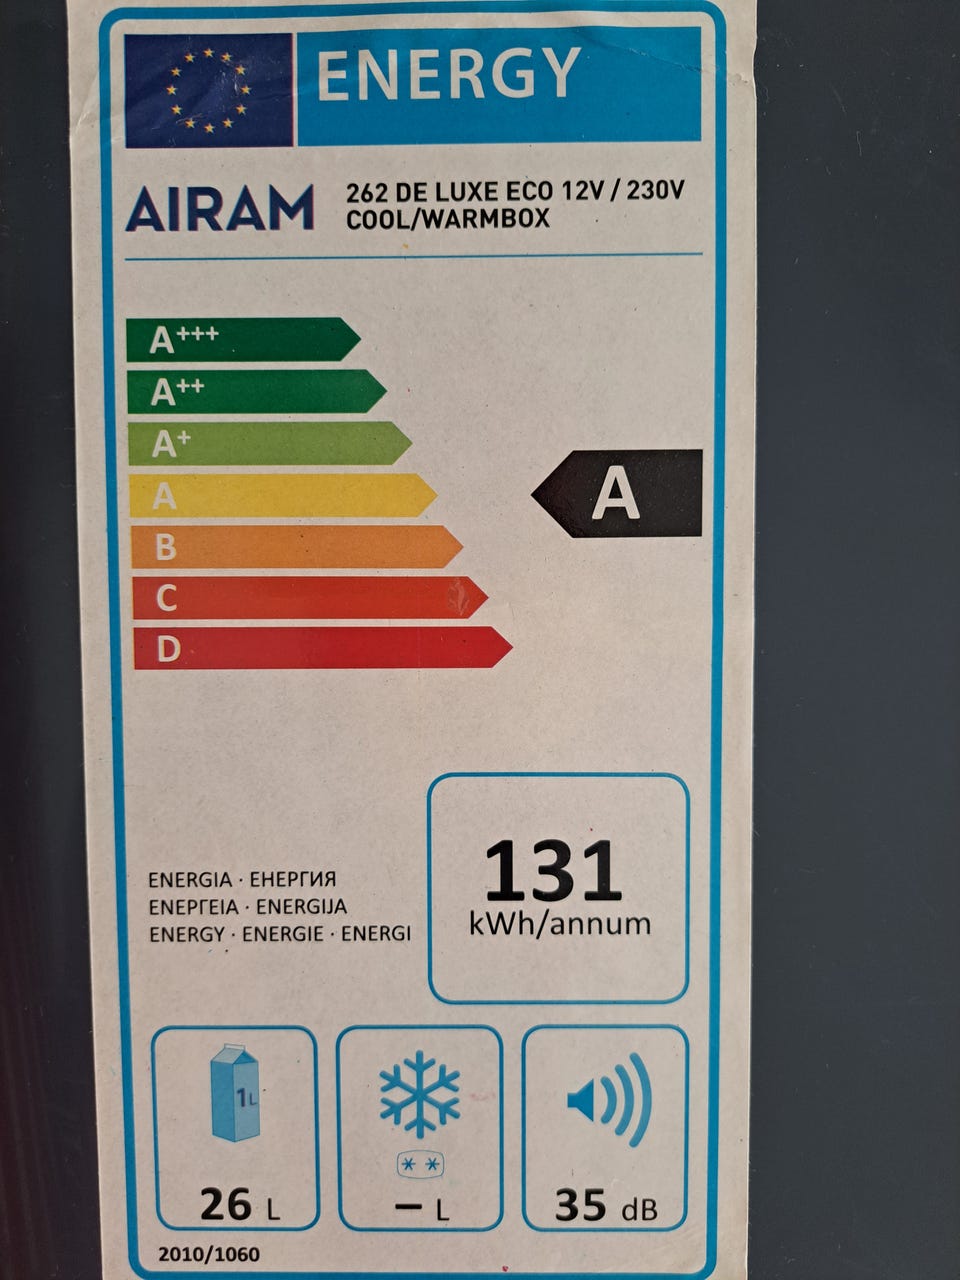 ENERGY
AIRAM
262 DE LUXE ECO 12V / 230V
COOL/WARMBOX
A+++
A++
A+
A
A
B
C
D
131
kWh/annum
ENERGIA · ЕНЕРГИЯ
ΕΝΕΡΓΕΙΑ · ENERGIJA
ENERGY · ENERGIE · ENERGI
1L
26 L
– L
35 dB
2010/1060